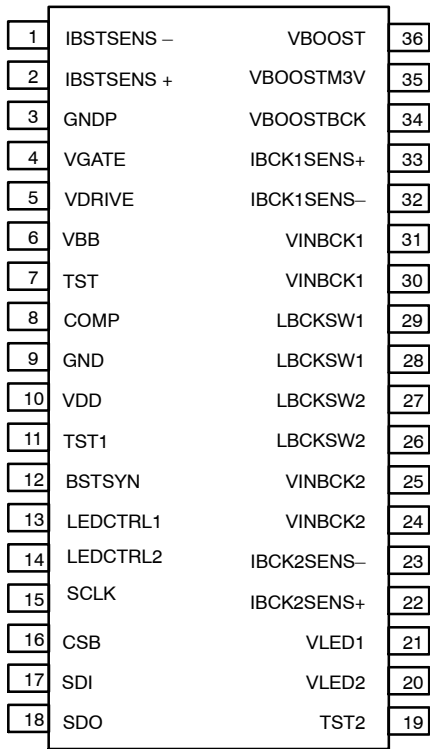 1 IBSTSENS − VBOOST 36
2 IBSTSENS + VBOOSTM3V 35
3 GNDP VBOOSTBCK 34
4 VGATE IBCK1SENS+ 33
5 VDRIVE IBCK1SENS− 32
6 VBB VINBCK1 31
7 TST VINBCK1 30
8 COMP LBCKSW1 29
9 GND LBCKSW1 28
10 VDD LBCKSW2 27
11 TST1 LBCKSW2 26
12 BSTSYN VINBCK2 25
13 LEDCTRL1 VINBCK2 24
14 LEDCTRL2 IBCK2SENS− 23
15 SCLK IBCK2SENS+ 22
16 CSB VLED1 21
17 SDI VLED2 20
18 SDO TST2 19